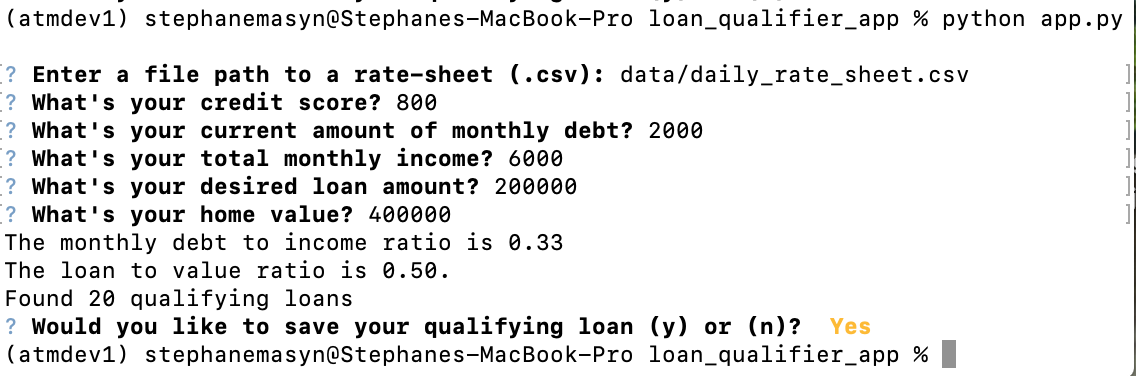 (atmdev1) stephanemasyn@Stephanes-MacBook-Pro loan_qualifier_app % python app.py
? Enter a file path to a rate-sheet (.csv): data/daily_rate_sheet.csv
? What's your credit score? 800
? What's your current amount of monthly debt? 2000
? What's your total monthly income? 6000
? What's your desired loan amount? 200000
? What's your home value? 400000
The monthly debt to income ratio is 0.33
The loan to value ratio is 0.50.
Found 20 qualifying loans
? Would you like to save your qualifying loan (y) or (n)?  Yes
(atmdev1) stephanemasyn@Stephanes-MacBook-Pro loan_qualifier_app %